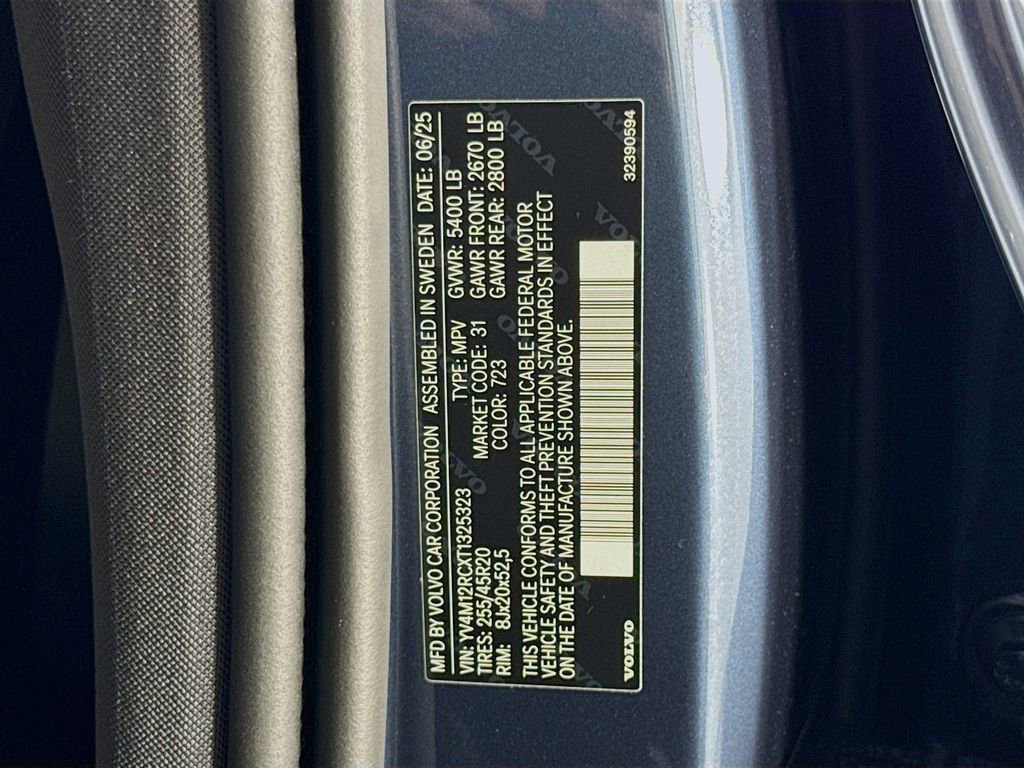 MFD BY VOLVO CAR CORPORATION ASSEMBLED IN SWEDEN DATE: 06/25
VIN: YV4M12RCXT1325323 TYPE: MPV GVWR: 5400 LB
TIRES: 255/45R20 MARKET CODE: 31 GAWR FRONT: 2670 LB
RIM: 8Jx20x52,5 COLOR: 723 GAWR REAR: 2800 LB
THIS VEHICLE CONFORMS TO ALL APPLICABLE FEDERAL MOTOR
VEHICLE SAFETY AND THEFT PREVENTION STANDARDS IN EFFECT
ON THE DATE OF MANUFACTURE SHOWN ABOVE.
VOLVO 32390594